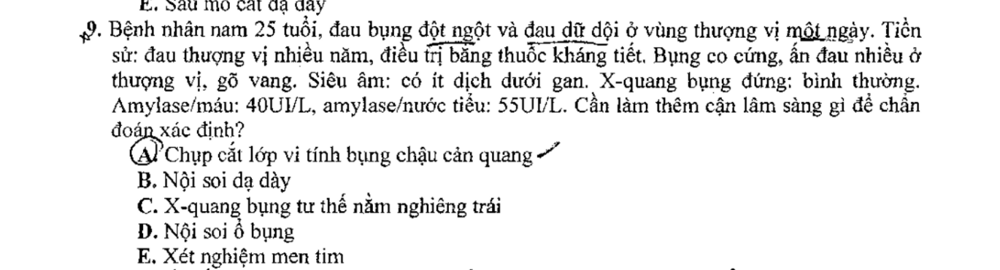 E. Sau mổ cắt dạ dày
9. Bệnh nhân nam 25 tuổi, đau bụng đột ngột và đau dữ dội ở vùng thượng vị một ngày. Tiền
sử: đau thượng vị nhiều năm, điều trị bằng thuốc kháng tiết. Bụng co cứng, ấn đau nhiều ở
thượng vị, gõ vang. Siêu âm: có ít dịch dưới gan. X-quang bụng đứng: bình thường.
Amylase/máu: 40UI/L, amylase/nước tiểu: 55UI/L. Cần làm thêm cận lâm sàng gì để chẩn
đoán xác định?
A. Chụp cắt lớp vi tính bụng chậu cản quang
B. Nội soi dạ dày
C. X-quang bụng tư thế nằm nghiêng trái
D. Nội soi ổ bụng
E. Xét nghiệm men tim